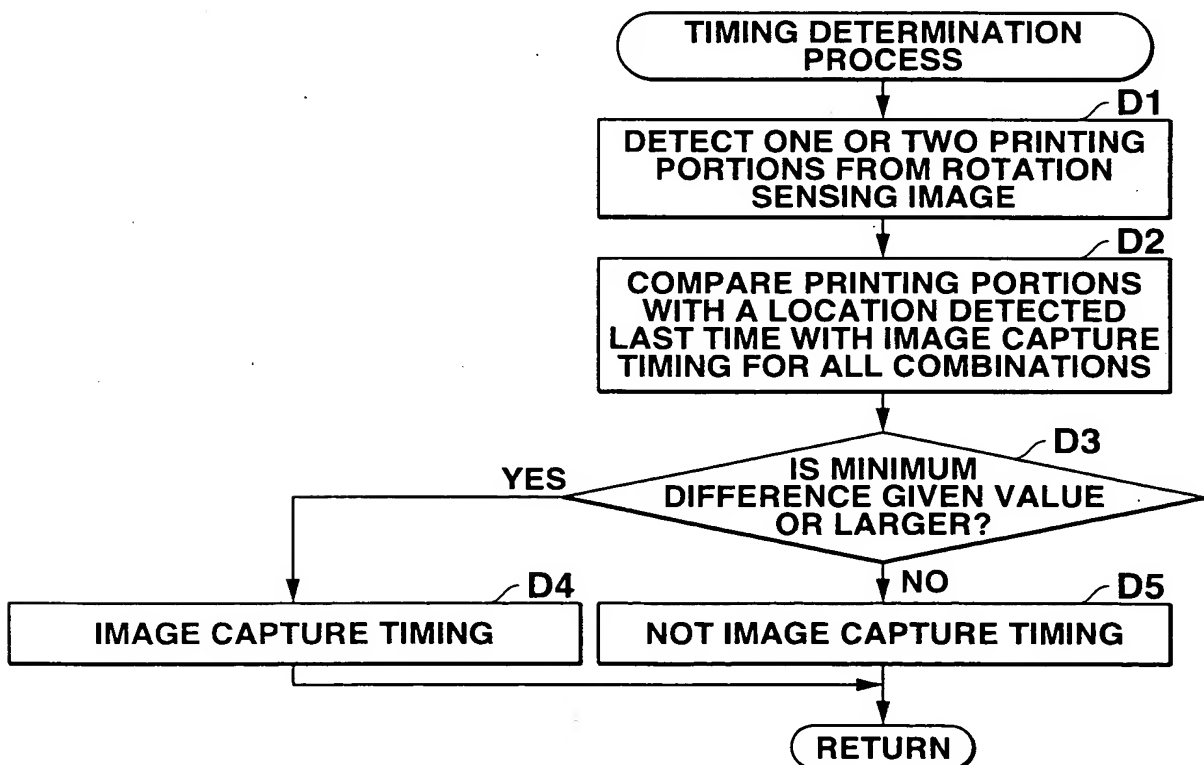 TIMING DETERMINATION
PROCESS
D1
DETECT ONE OR TWO PRINTING
PORTIONS FROM ROTATION
SENSING IMAGE
D2
COMPARE PRINTING PORTIONS
WITH A LOCATION DETECTED
LAST TIME WITH IMAGE CAPTURE
TIMING FOR ALL COMBINATIONS
D3
IS MINIMUM
DIFFERENCE GIVEN VALUE
OR LARGER?
YES
NO
D4
IMAGE CAPTURE TIMING
D5
NOT IMAGE CAPTURE TIMING
RETURN